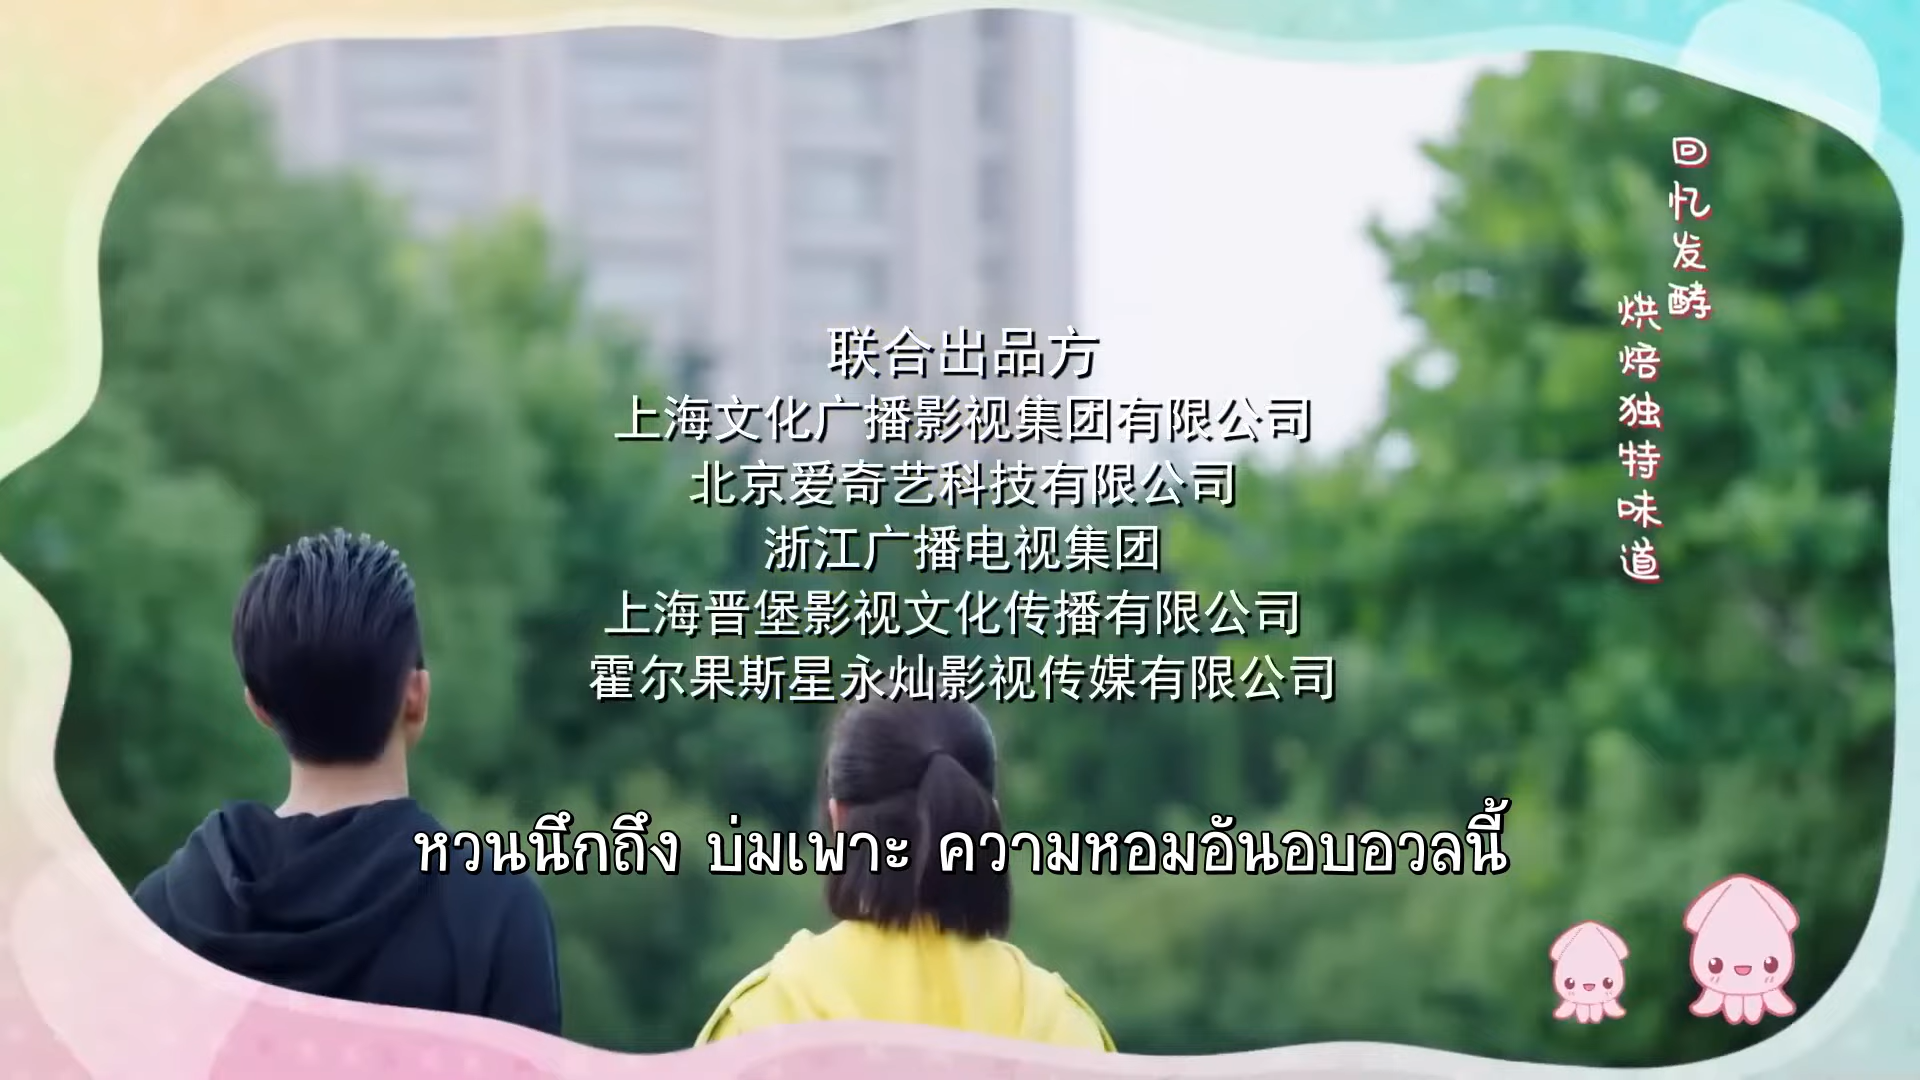 回忆发酵
烘焙独特味道
联合出品方
上海文化广播影视集团有限公司
北京爱奇艺科技有限公司
浙江广播电视集团
上海晋堡影视文化传播有限公司
霍尔果斯星永灿影视传媒有限公司
หวนนึกถึง บ่มเพาะ ความหอมอันอบอวลนี้